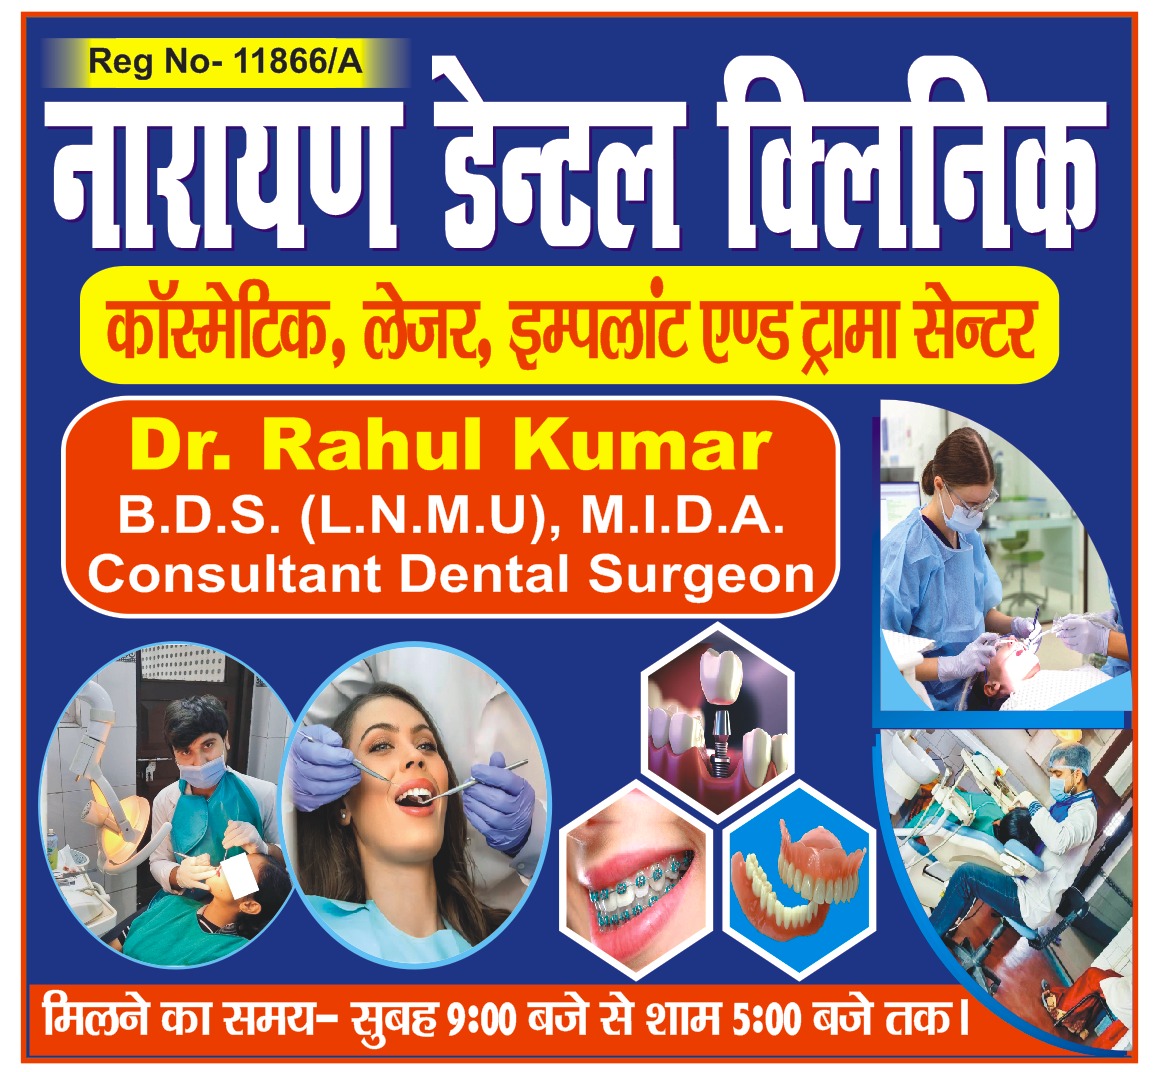 Reg No- 11866/A
नारायण डेन्टल क्लिनिक
कॉस्मेटिक, लेजर, इम्पलांट एण्ड ट्रामा सेन्टर
Dr. Rahul Kumar
B.D.S. (L.N.M.U), M.I.D.A.
Consultant Dental Surgeon
मिलने का समय– सुबह 9:00 बजे से शाम 5:00 बजे तक।